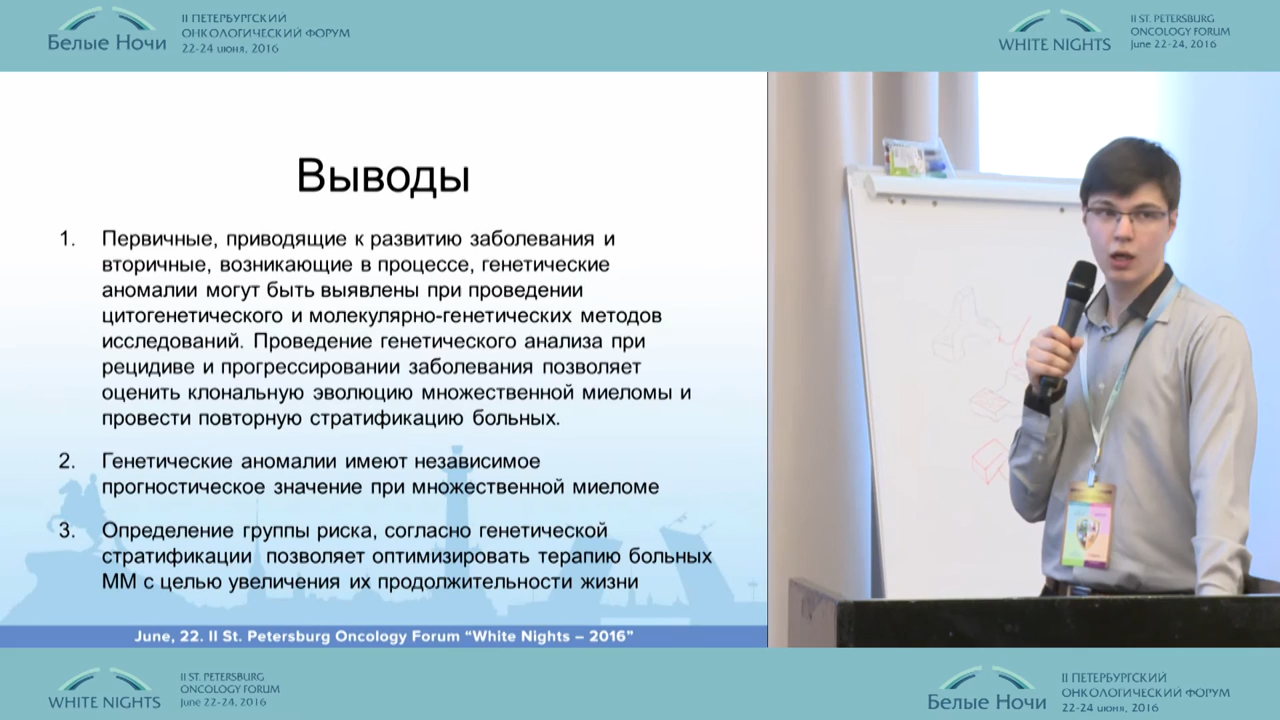 Белые Ночи
II ПЕТЕРБУРГСКИЙ
ОНКОЛОГИЧЕСКИЙ ФОРУМ
22-24 июня, 2016
WHITE NIGHTS
II ST. PETERSBURG
ONCOLOGY FORUM
June 22-24, 2016
Выводы
1. Первичные, приводящие к развитию заболевания и
вторичные, возникающие в процессе, генетические
аномалии могут быть выявлены при проведении
цитогенетического и молекулярно-генетических методов
исследований. Проведение генетического анализа при
рецидиве и прогрессировании заболевания позволяет
оценить клональную эволюцию множественной миеломы и
провести повторную стратификацию больных.
2. Генетические аномалии имеют независимое
прогностическое значение при множественной миеломе
3. Определение группы риска, согласно генетической
стратификации позволяет оптимизировать терапию больных
ММ с целью увеличения их продолжительности жизни
June, 22. II St. Petersburg Oncology Forum “White Nights – 2016”
WHITE NIGHTS
II ST. PETERSBURG
ONCOLOGY FORUM
June 22-24, 2016
Белые Ночи
II ПЕТЕРБУРГСКИЙ
ОНКОЛОГИЧЕСКИЙ ФОРУМ
22-24 июня, 2016